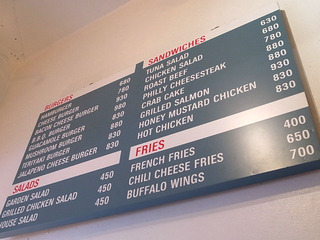 BURGERS
HAMBURGER 680
CHEESE BURGER 780
BACON CHEESE BURGER 930
B.B.Q. BURGER 980
GUACAMOLE BURGER 880
MUSHROOM BURGER 830
TERIYAKI BURGER 830
JALAPENO CHEESE BURGER 830
SALADS
GARDEN SALAD 450
GRILLED CHICKEN SALAD 450
HOUSE SALAD 450
SANDWICHES
TUNA SALAD 630
CHICKEN SALAD 680
ROAST BEEF 780
PHILLY CHEESESTEAK 880
CRAB CAKE 880
GRILLED SALMON 930
HONEY MUSTARD CHICKEN 830
HOT CHICKEN 830
FRIES
FRENCH FRIES 400
CHILI CHEESE FRIES 650
BUFFALO WINGS 700